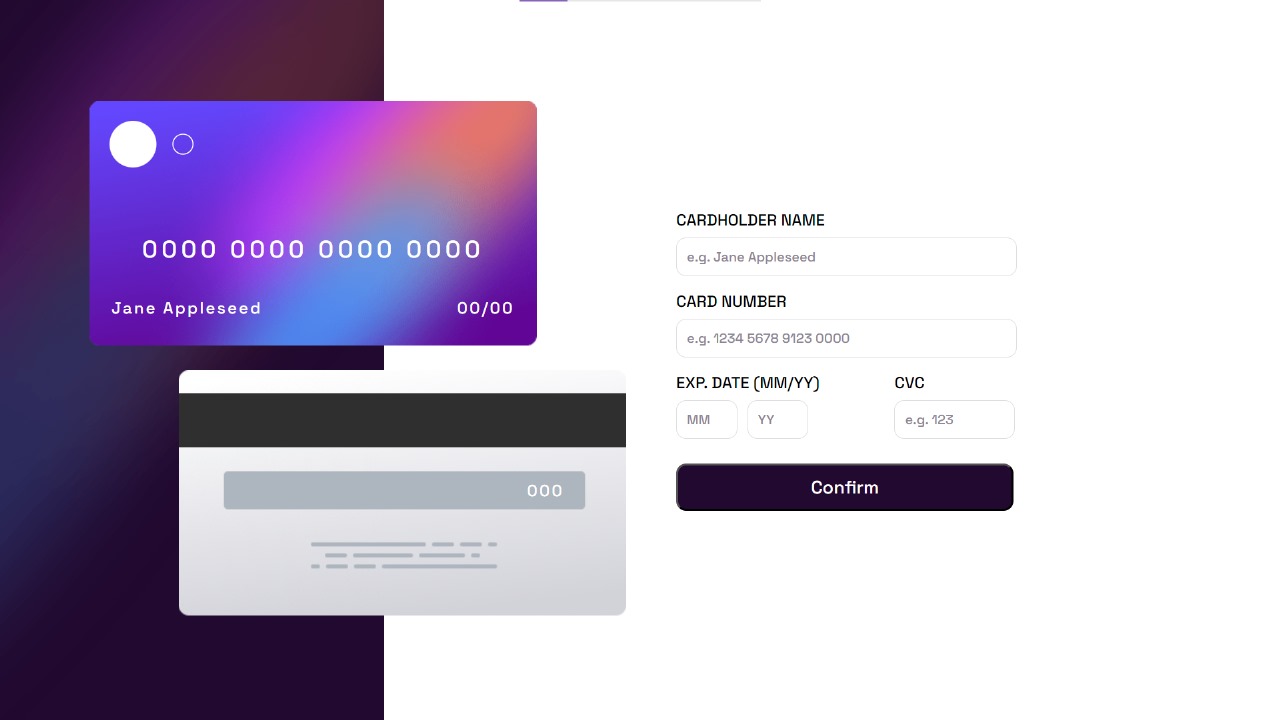 0000 0000 0000 0000
Jane Appleseed 00/00
000
CARDHOLDER NAME
e.g. Jane Appleseed
CARD NUMBER
e.g. 1234 5678 9123 0000
EXP. DATE (MM/YY) CVC
MM YY e.g. 123
Confirm